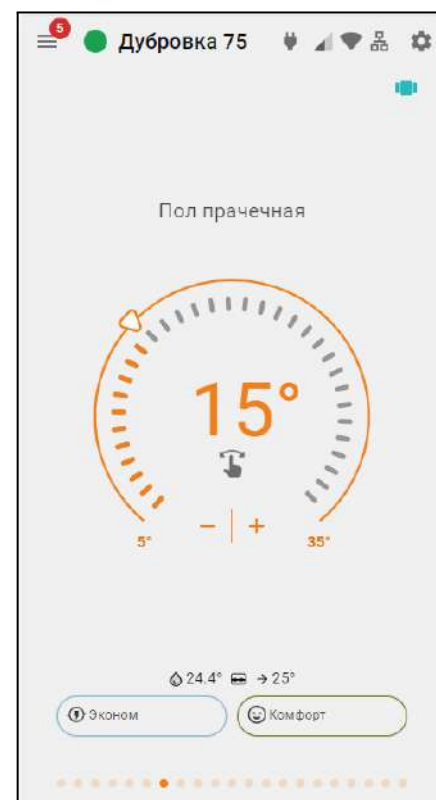 5
Дубровка 75
Пол прачечная
15°
− | +
5°
35°
24.4° → 25°
Эконом
Комфорт